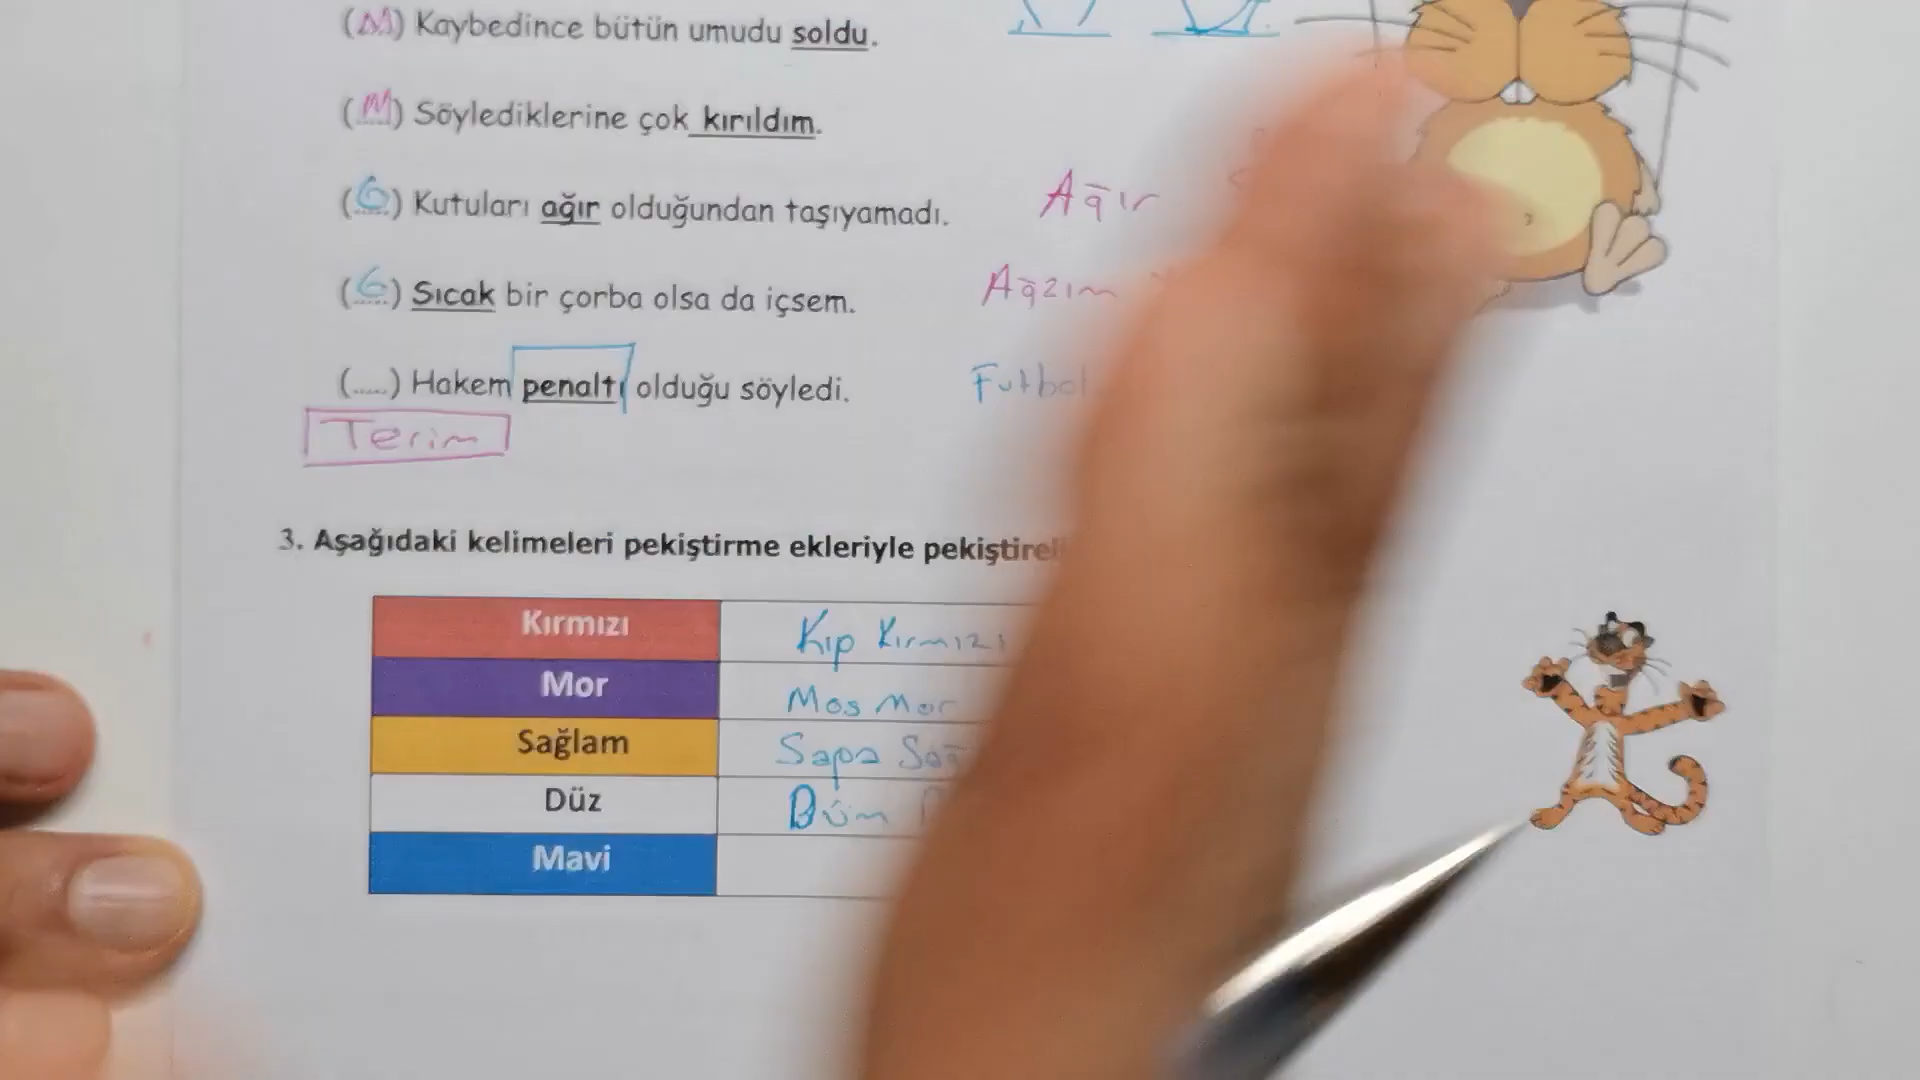 (M) Kaybedince bütün umudu soldu.
(M) Söylediklerine çok kırıldım.
(G) Kutuları ağır olduğundan taşıyamadı.
Ağır
(G) Sıcak bir çorba olsa da içsem.
Ağzım
(.....) Hakem penaltı olduğu söyledi.
Futbol
Terim
3. Aşağıdaki kelimeleri pekiştirme ekleriyle
Kırmızı
Kıp Kırmızı
Mor
Mos Mor
Sağlam
Sapa
Düz
Düm
Mavi